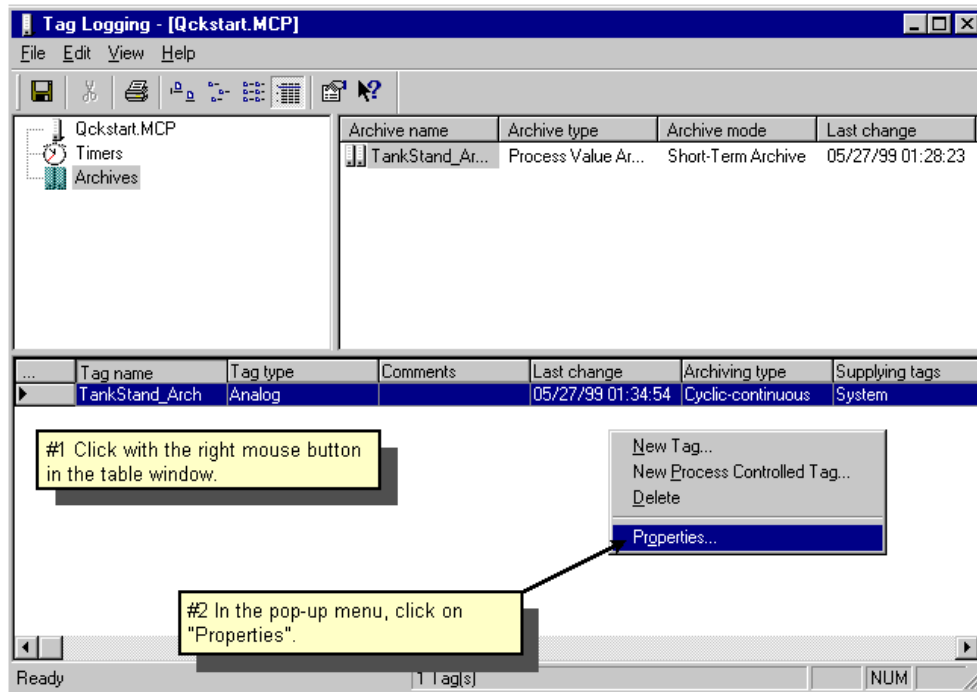 Tag Logging - [Qckstart.MCP]
File Edit View Help
Qckstart.MCP
Timers
Archives
Archive name Archive type Archive mode Last change
TankStand_Ar... Process Value Ar... Short-Term Archive 05/27/99 01:28:23
... Tag name Tag type Comments Last change Archiving type Supplying tags
TankStand_Arch Analog 05/27/99 01:34:54 Cyclic-continuous System
#1 Click with the right mouse button
in the table window.
New Tag...
New Process Controlled Tag...
Delete
Properties...
#2 In the pop-up menu, click on
"Properties".
Ready 1 Tag(s) NUM